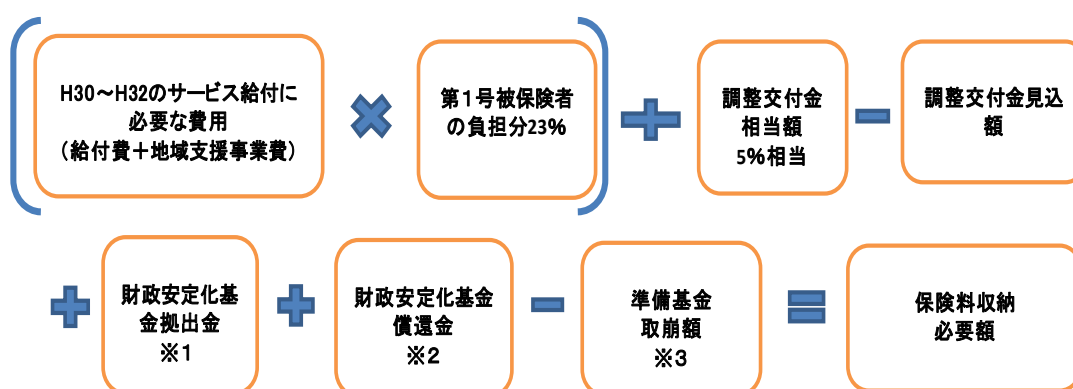 H30～H32のサービス給付に
必要な費用
（給付費＋地域支援事業費）
×
第1号被保険者
の負担分23%
＋
調整交付金
相当額
5%相当
－
調整交付金見込
額
＋
財政安定化基
金拠出金
※1
＋
財政安定化基金
償還金
※2
－
準備基金
取崩額
※3
＝
保険料収納
必要額